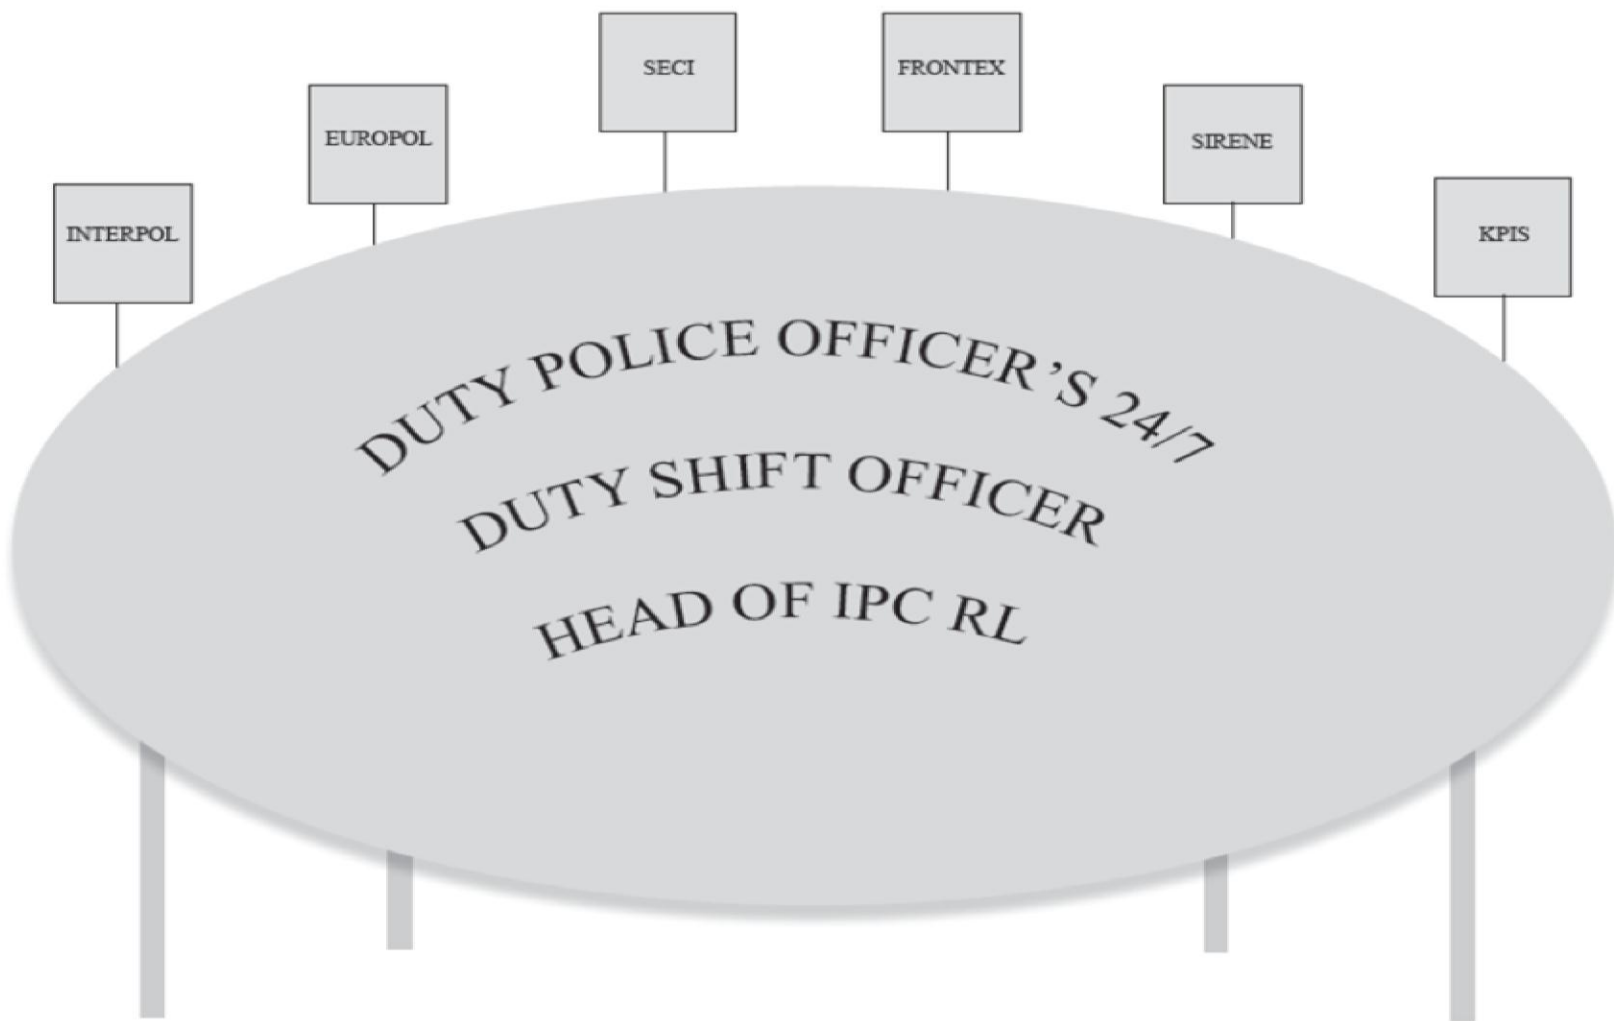 INTERPOL
EUROPOL
SECI
FRONTEX
SIRENE
KPIS
DUTY POLICE OFFICER’S 24/7
DUTY SHIFT OFFICER
HEAD OF IPC RL